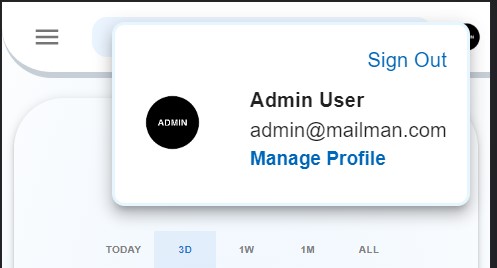 Sign Out
Admin User
ADMIN
admin@mailman.com
Manage Profile
TODAY 3D 1W 1M ALL